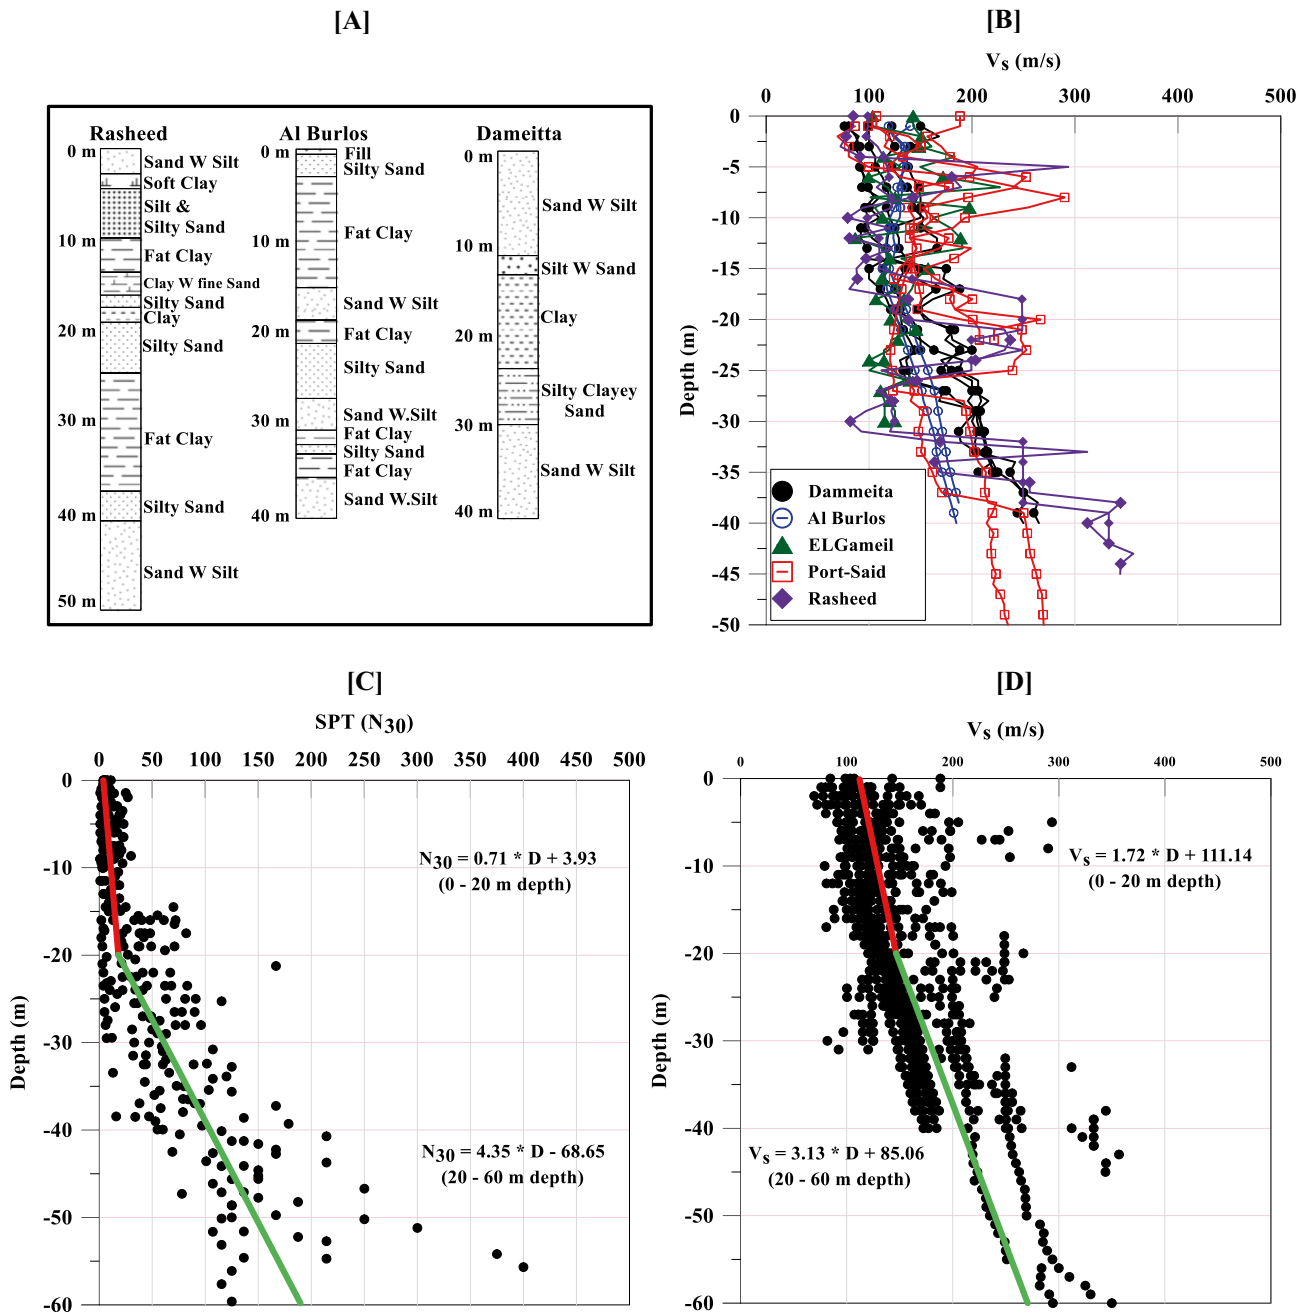 [A]
Rasheed
Al Burlos
Dameitta
0 m
Sand W Silt
Soft Clay
Silt &
Silty Sand
10 m
Fat Clay
Clay W fine Sand
Silty Sand
Clay
20 m
Silty Sand
30 m
Fat Clay
Silty Sand
40 m
Sand W Silt
50 m
0 m
Fill
Silty Sand
10 m
Fat Clay
Sand W Silt
20 m
Fat Clay
Silty Sand
30 m
Sand W.Silt
Fat Clay
Silty Sand
Fat Clay
Sand W.Silt
40 m
0 m
Sand W Silt
10 m
Silt W Sand
Clay
20 m
Silty Clayey
Sand
30 m
Sand W Silt
40 m
[B]
Vs (m/s)
0 100 200 300 400 500
0
-5
-10
-15
-20
-25
-30
-35
-40
-45
-50
Depth (m)
Dammeita
Al Burlos
ELGameil
Port-Said
Rasheed
[C]
SPT (N30)
0 50 100 150 200 250 300 350 400 450 500
0
-10
-20
-30
-40
-50
-60
Depth (m)
N30 = 0.71 * D + 3.93
(0 - 20 m depth)
N30 = 4.35 * D - 68.65
(20 - 60 m depth)
[D]
Vs (m/s)
0 100 200 300 400 500
0
-10
-20
-30
-40
-50
-60
Depth (m)
Vs = 1.72 * D + 111.14
(0 - 20 m depth)
Vs = 3.13 * D + 85.06
(20 - 60 m depth)